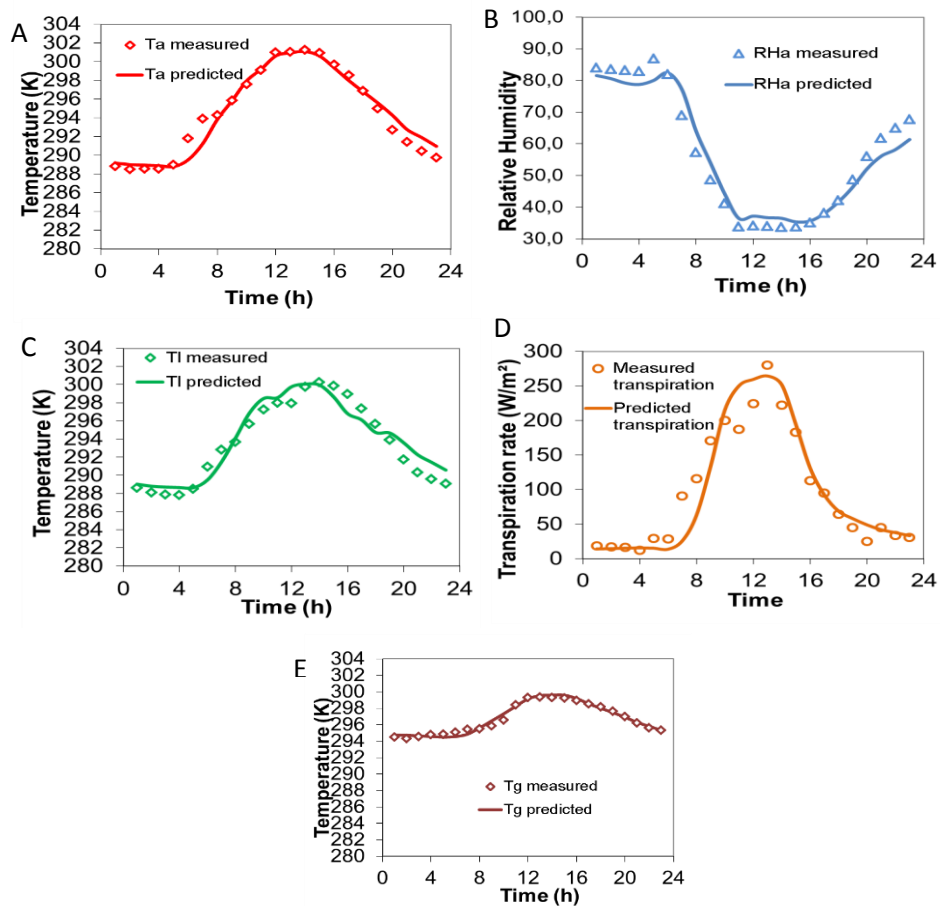 A
304
302
300
298
296
294
292
290
288
286
284
282
280
Temperature (K)
Ta measured
Ta predicted
0 4 8 12 16 20 24
Time (h)
B
100,0
90,0
80,0
70,0
60,0
50,0
40,0
30,0
Relative Humidity
RHa measured
RHa predicted
0 4 8 12 16 20 24
Time (h)
C
304
302
300
298
296
294
292
290
288
286
284
282
280
Temperature (K)
Tl measured
Tl predicted
0 4 8 12 16 20 24
Time (h)
D
300
250
200
150
100
50
0
Transpiration rate (W/m²)
Measured
transpiration
Predicted
transpiration
0 4 8 12 16 20 24
Time
E
304
302
300
298
296
294
292
290
288
286
284
282
280
Temperature (K)
Tg measured
Tg predicted
0 4 8 12 16 20 24
Time (h)